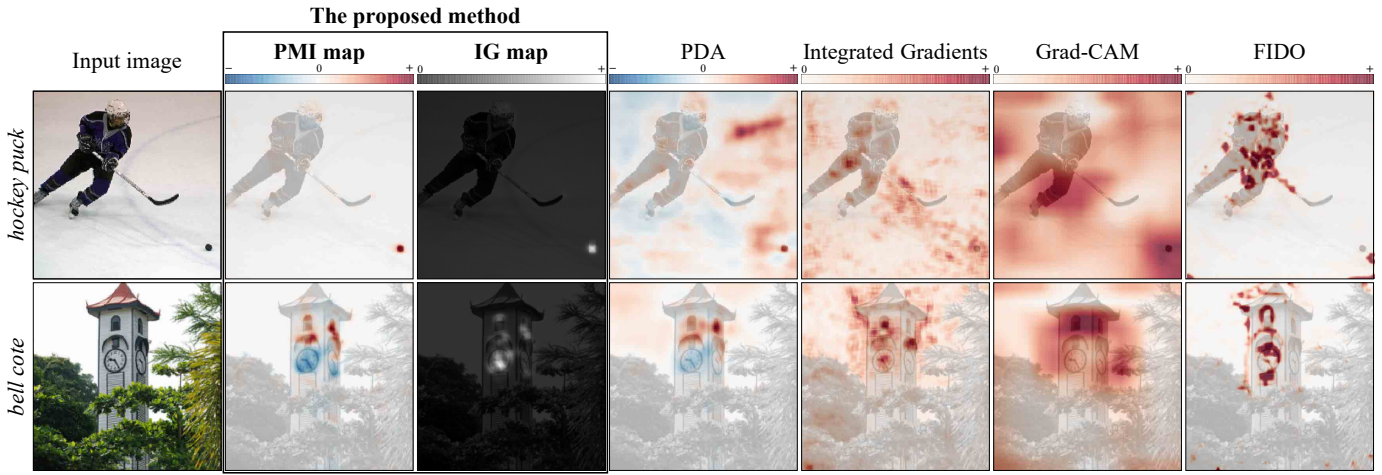 The proposed method
Input image
PMI map
IG map
PDA
Integrated Gradients
Grad-CAM
FIDO
− 0 +
0 +
− 0 +
0 +
0 +
0 +
hockey puck
bell cote